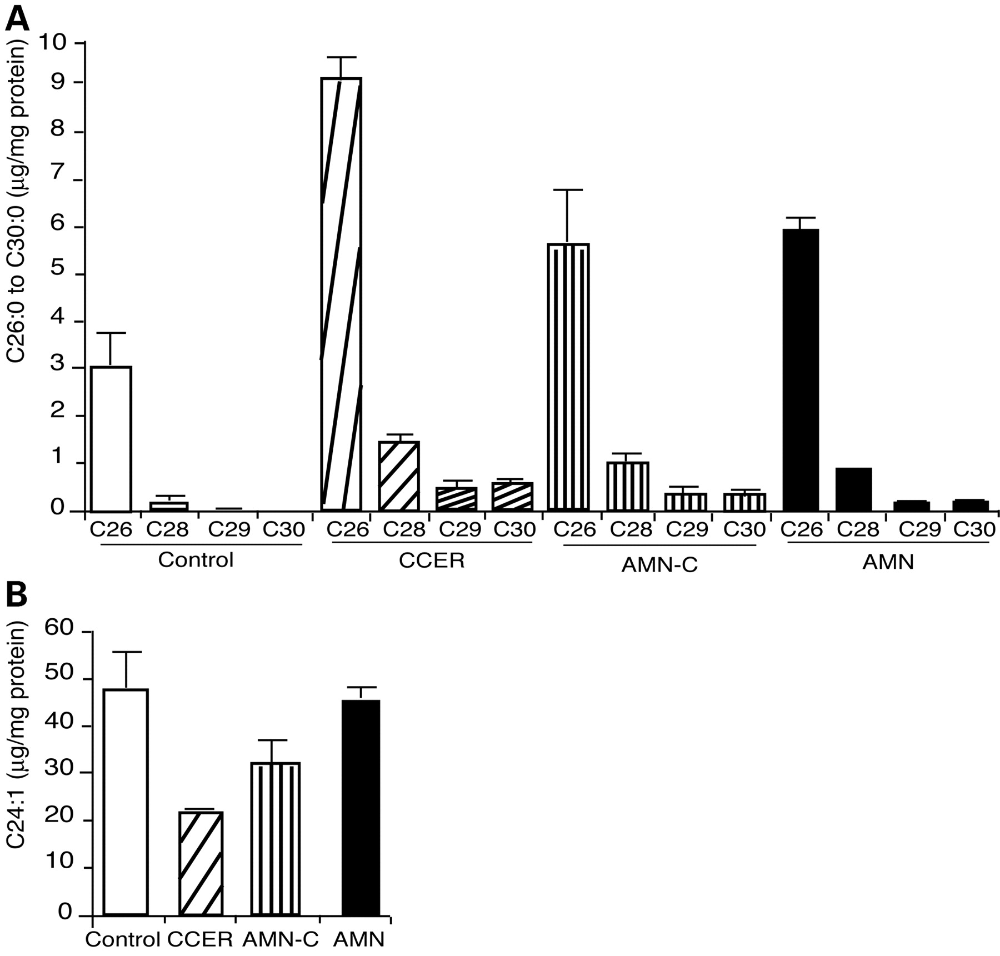 A
C26:0 to C30:0 (µg/mg protein)
10
9
8
7
6
5
4
3
2
1
0
C26 C28 C29 C30 C26 C28 C29 C30 C26 C28 C29 C30 C26 C28 C29 C30
Control CCER AMN-C AMN
B
C24:1 (µg/mg protein)
60
50
40
30
20
10
0
Control CCER AMN-C AMN